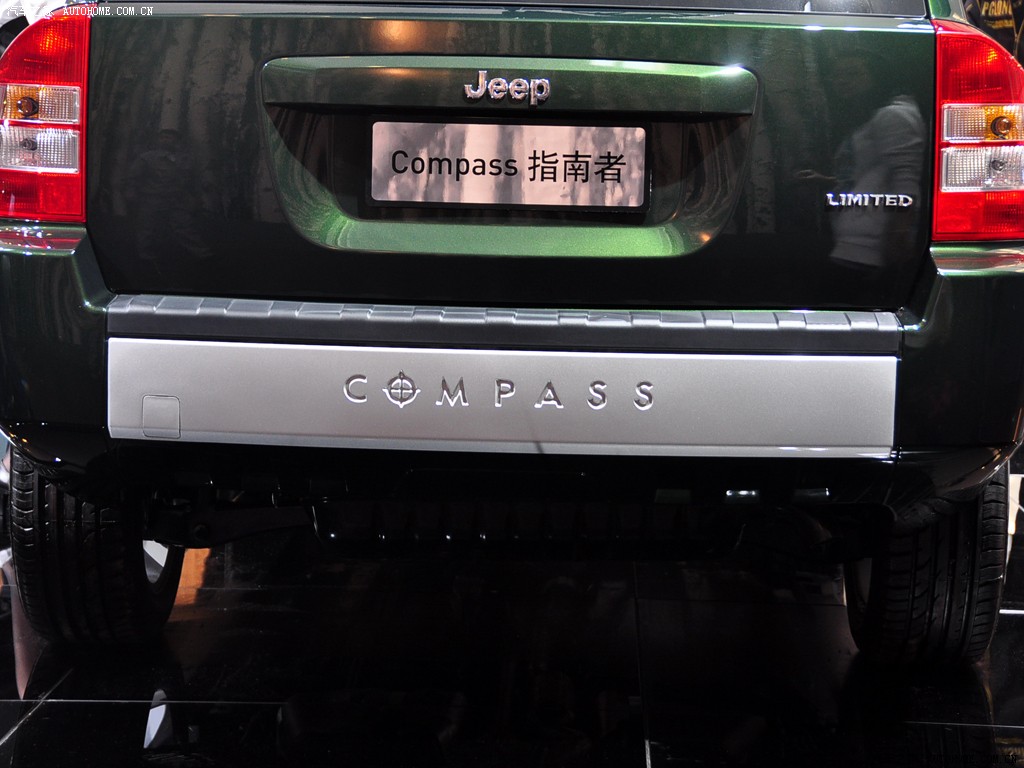 AUTOHOME.COM.CN
Jeep
Compass 指南者
LIMITED
COMPASS